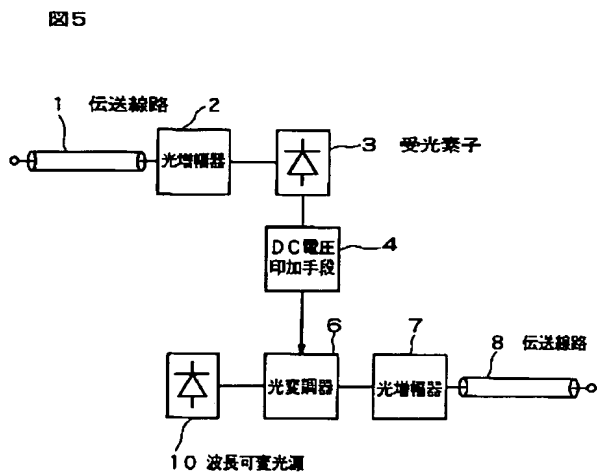 図5
1 伝送線路
2
光増幅器
3 受光素子
DC電圧
印加手段
4
6
光変調器
7
光増幅器
8 伝送線路
10 波長可変光源